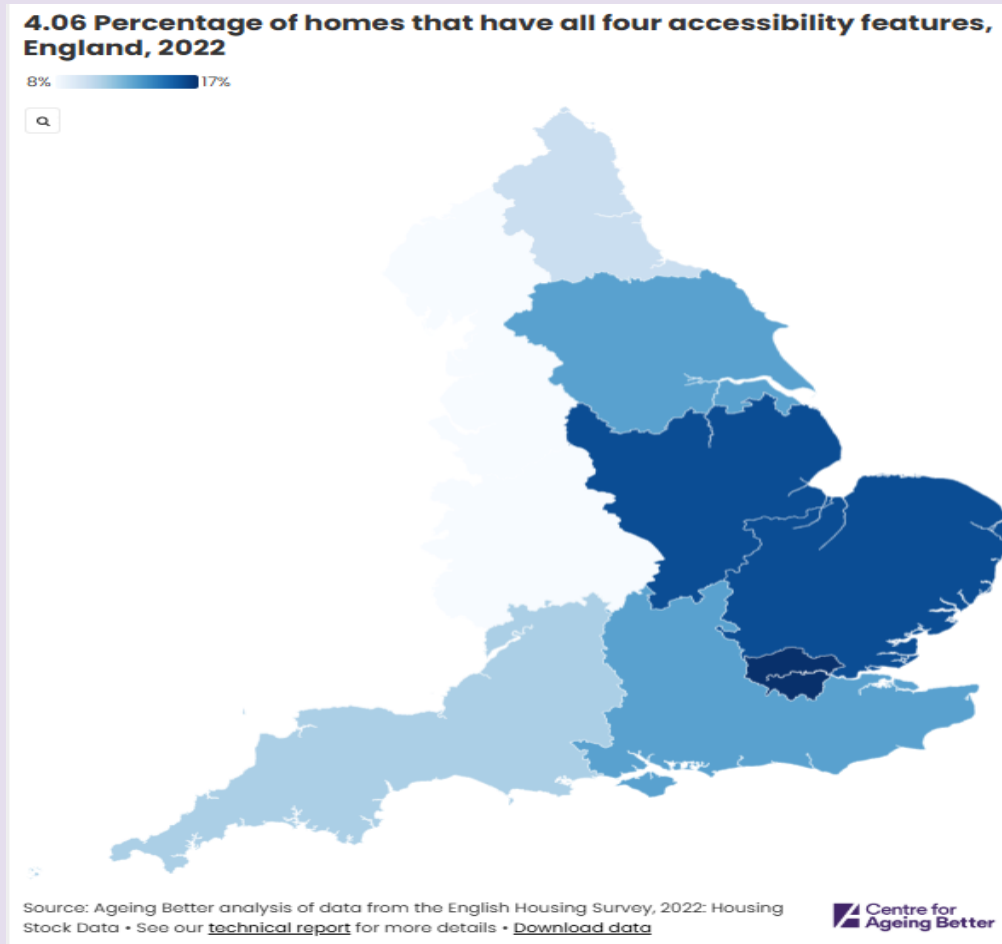 4.06 Percentage of homes that have all four accessibility features,
England, 2022
8% 17%
Source: Ageing Better analysis of data from the English Housing Survey, 2022: Housing
Stock Data • See our technical report for more details • Download data
Centre for
Ageing Better